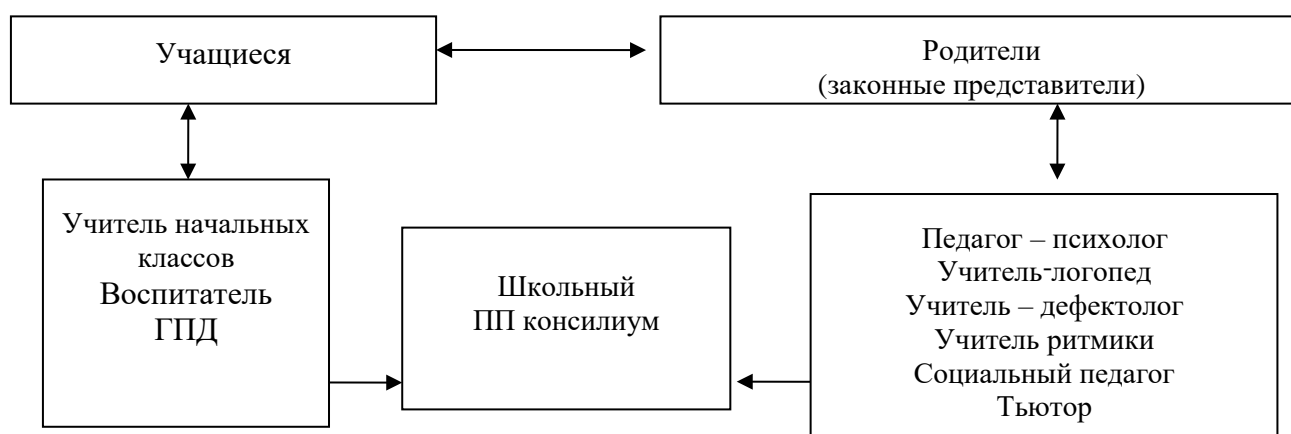 Учащиеся
Родители
(законные представители)
Учитель начальных
классов
Воспитатель
ГПД
Школьный
ПП консилиум
Педагог – психолог
Учитель-логопед
Учитель – дефектолог
Учитель ритмики
Социальный педагог
Тьютор